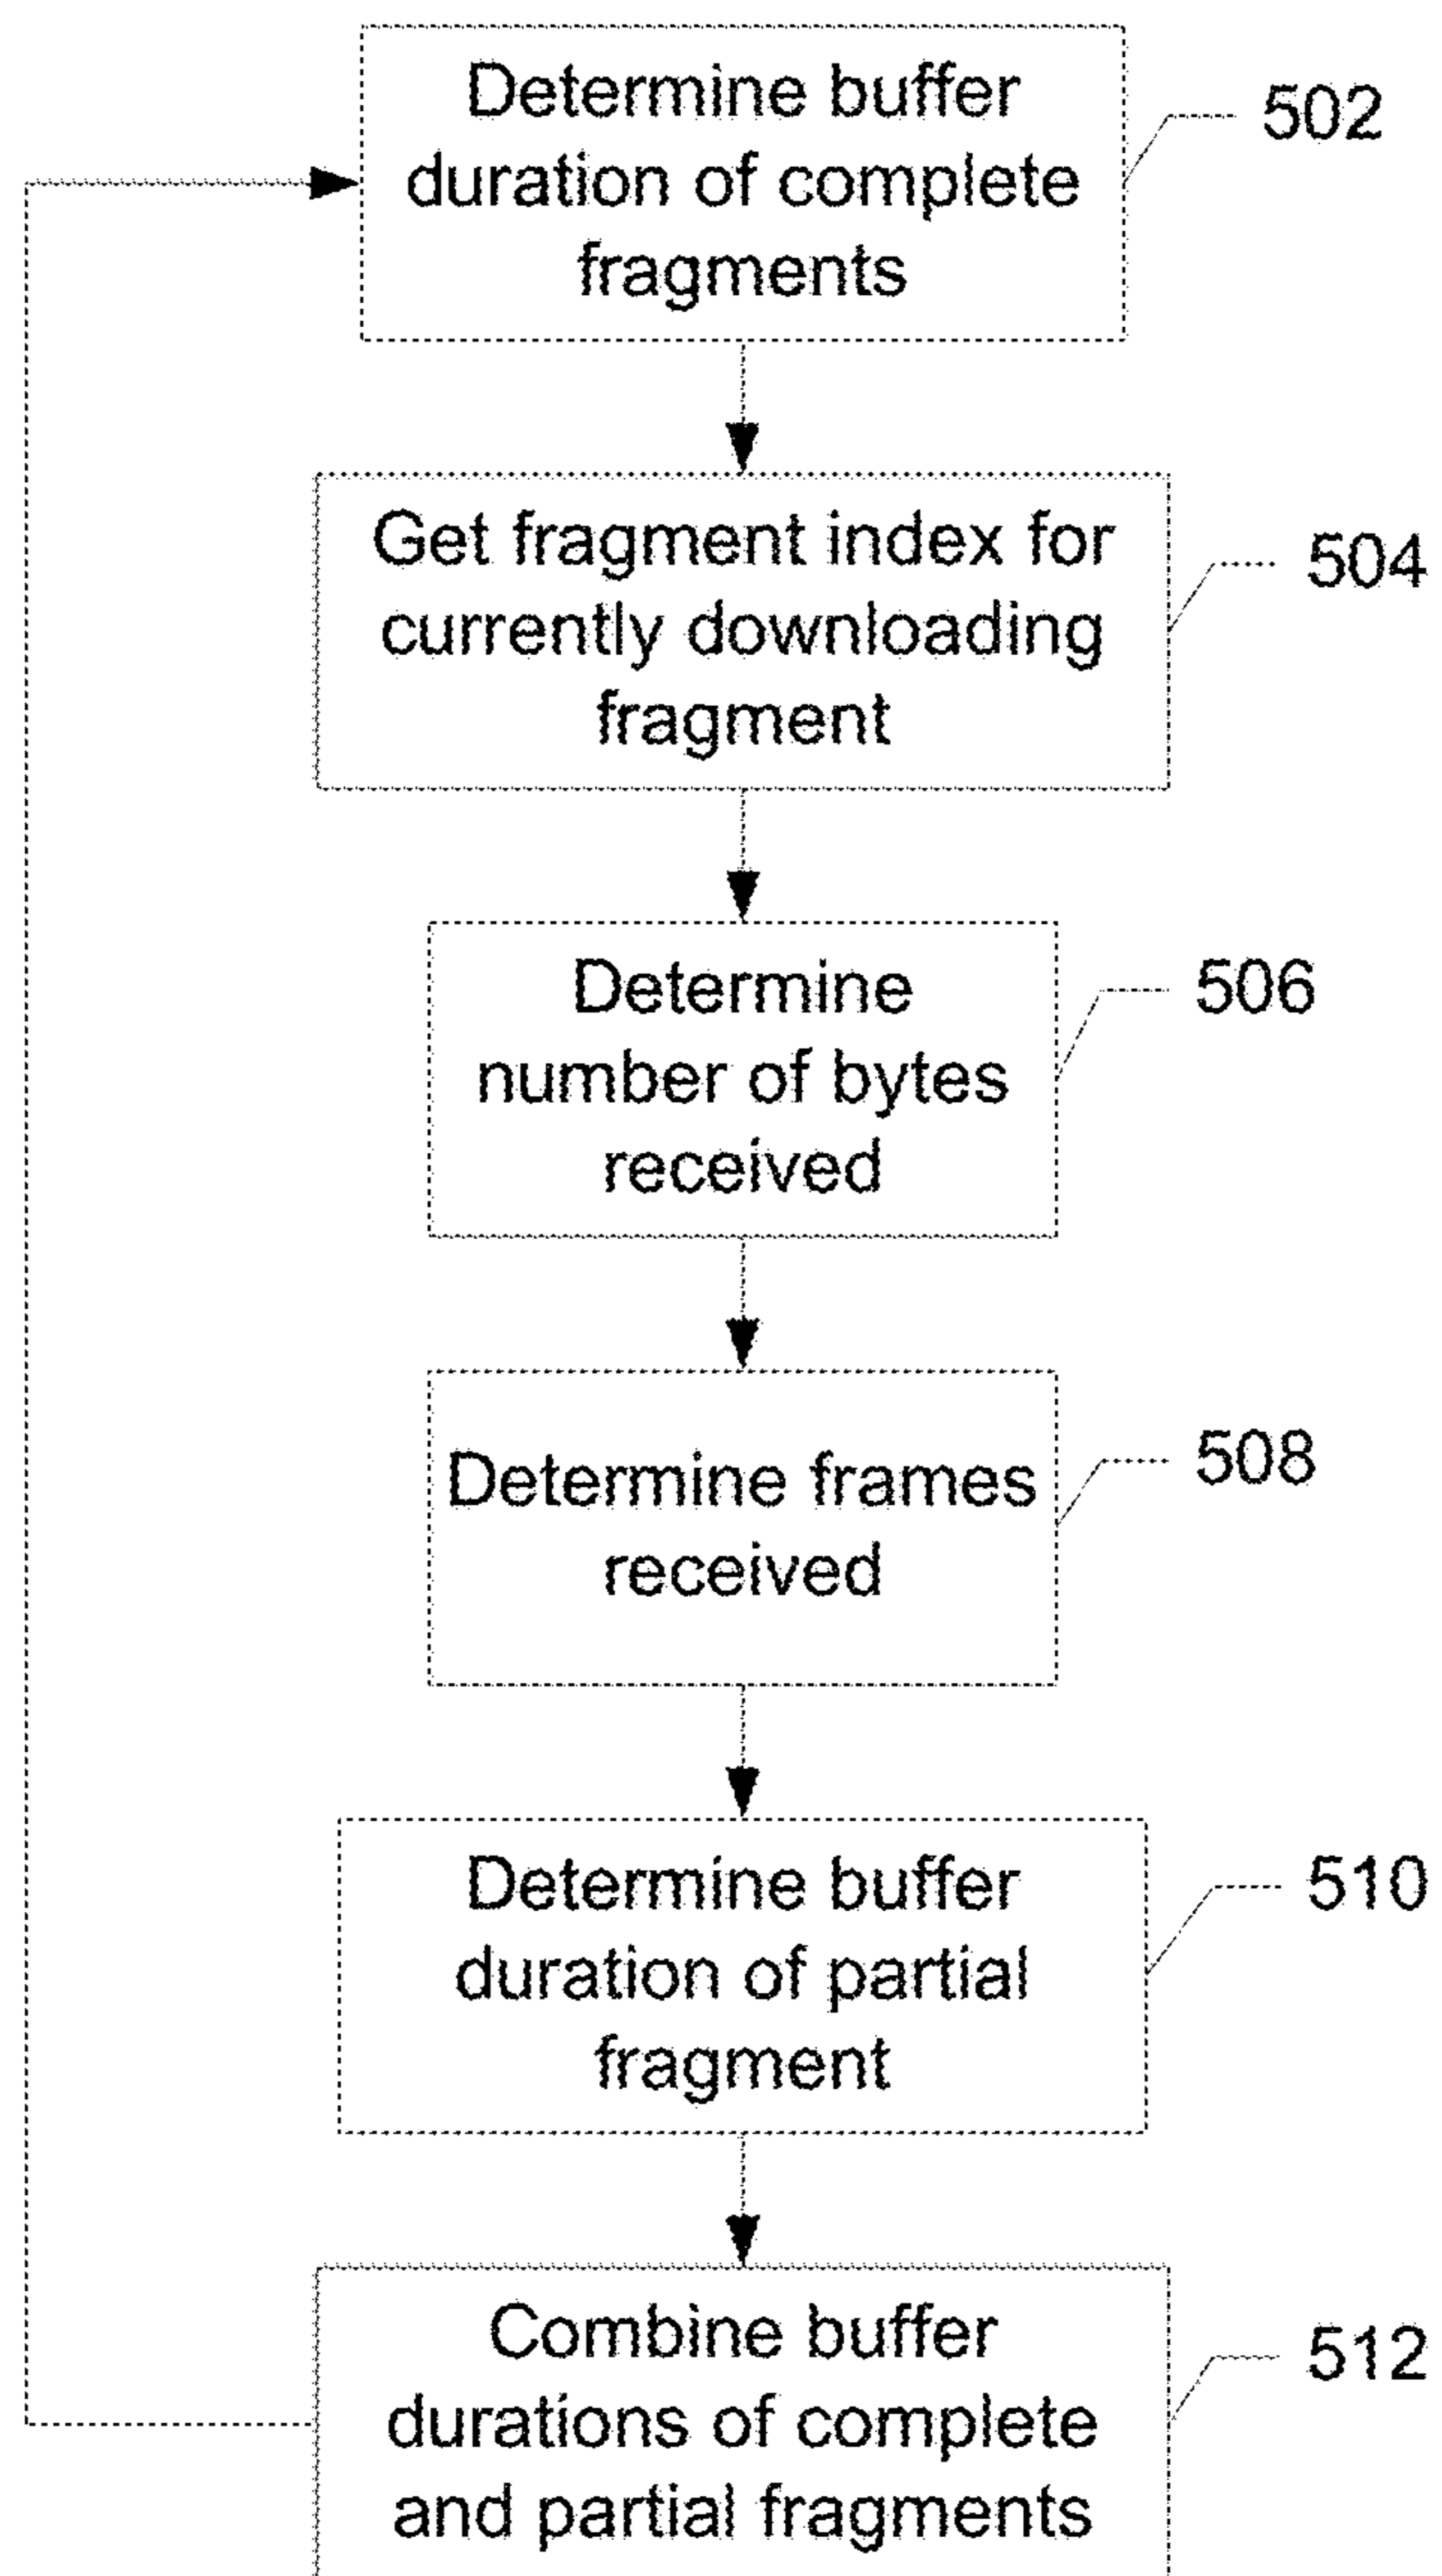 Determine buffer
duration of complete
fragments
502
Get fragment index for
currently downloading
fragment
504
Determine
number of bytes
received
506
Determine frames
received
508
Determine buffer
duration of partial
fragment
510
Combine buffer
durations of complete
and partial fragments
512